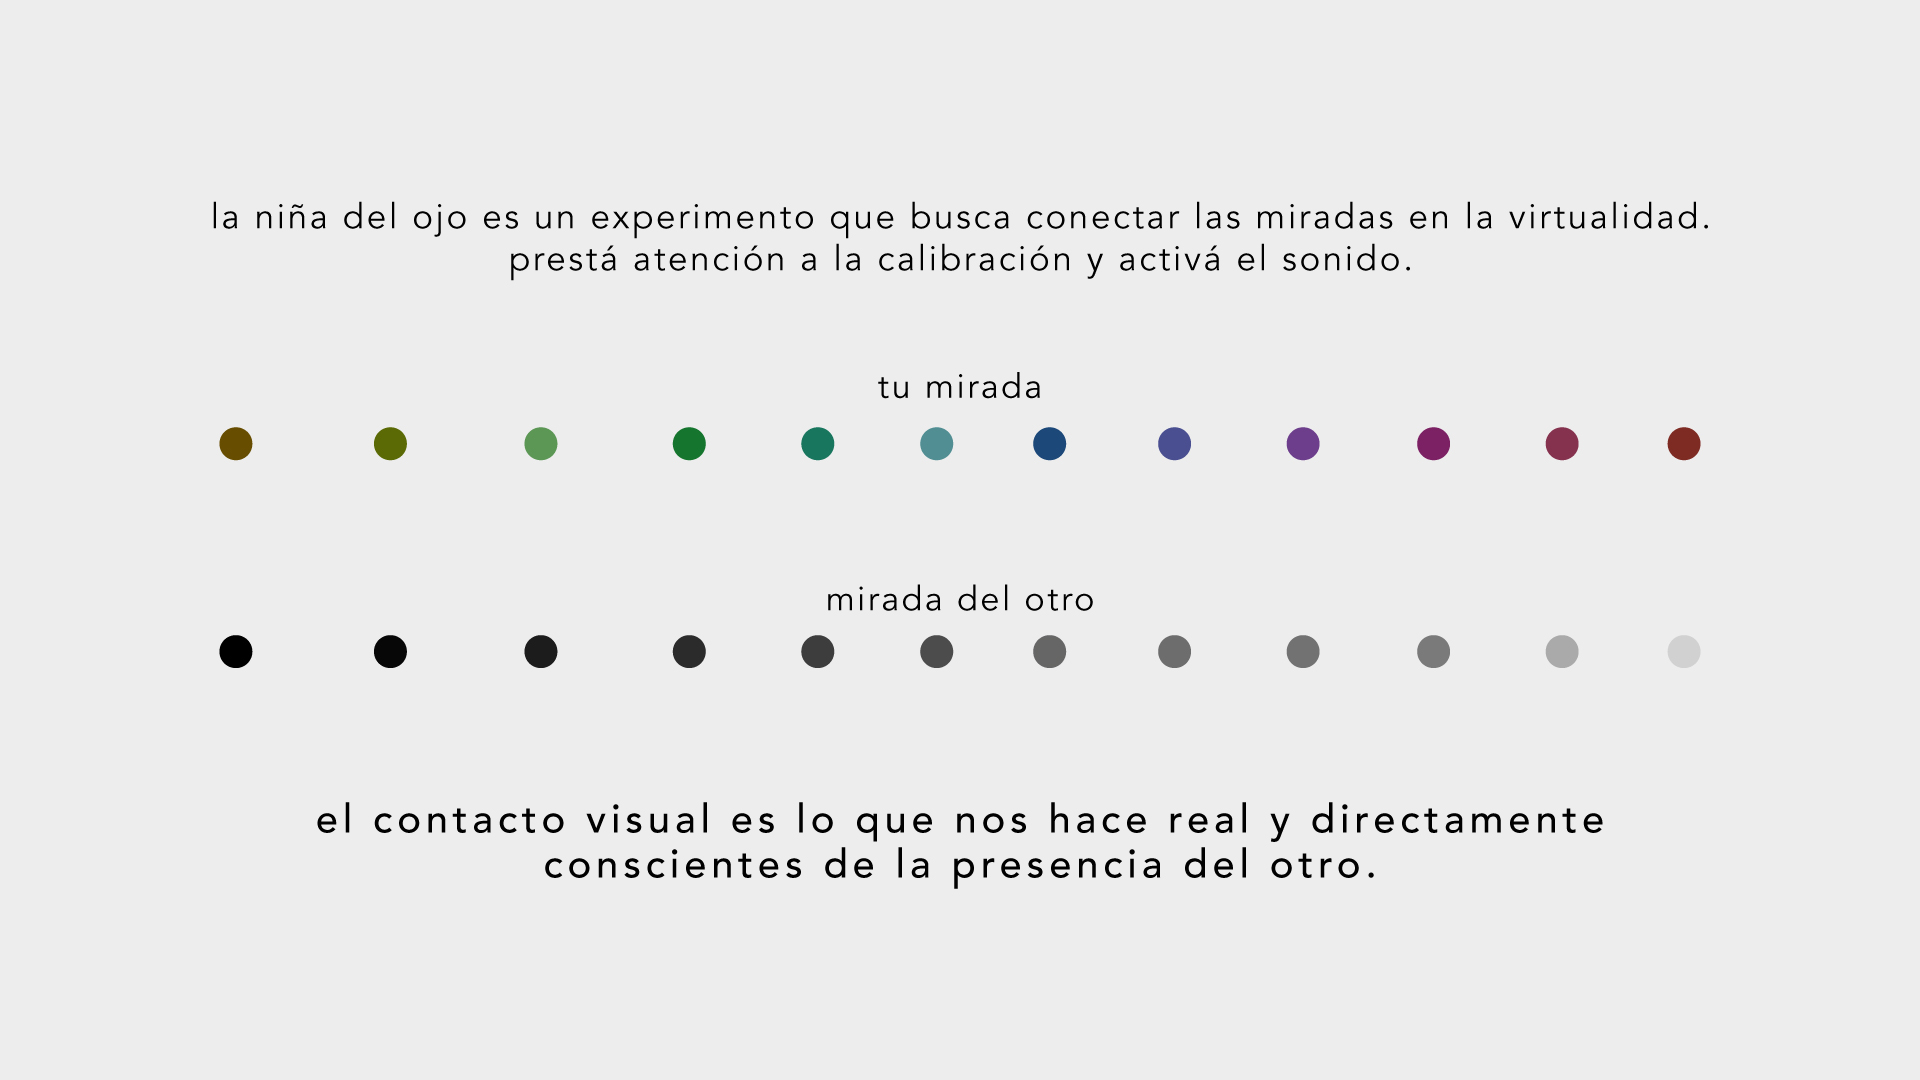 la niña del ojo es un experimento que busca conectar las miradas en la virtualidad.
prestá atención a la calibración y activá el sonido.
tu mirada
mirada del otro
el contacto visual es lo que nos hace real y directamente
conscientes de la presencia del otro.